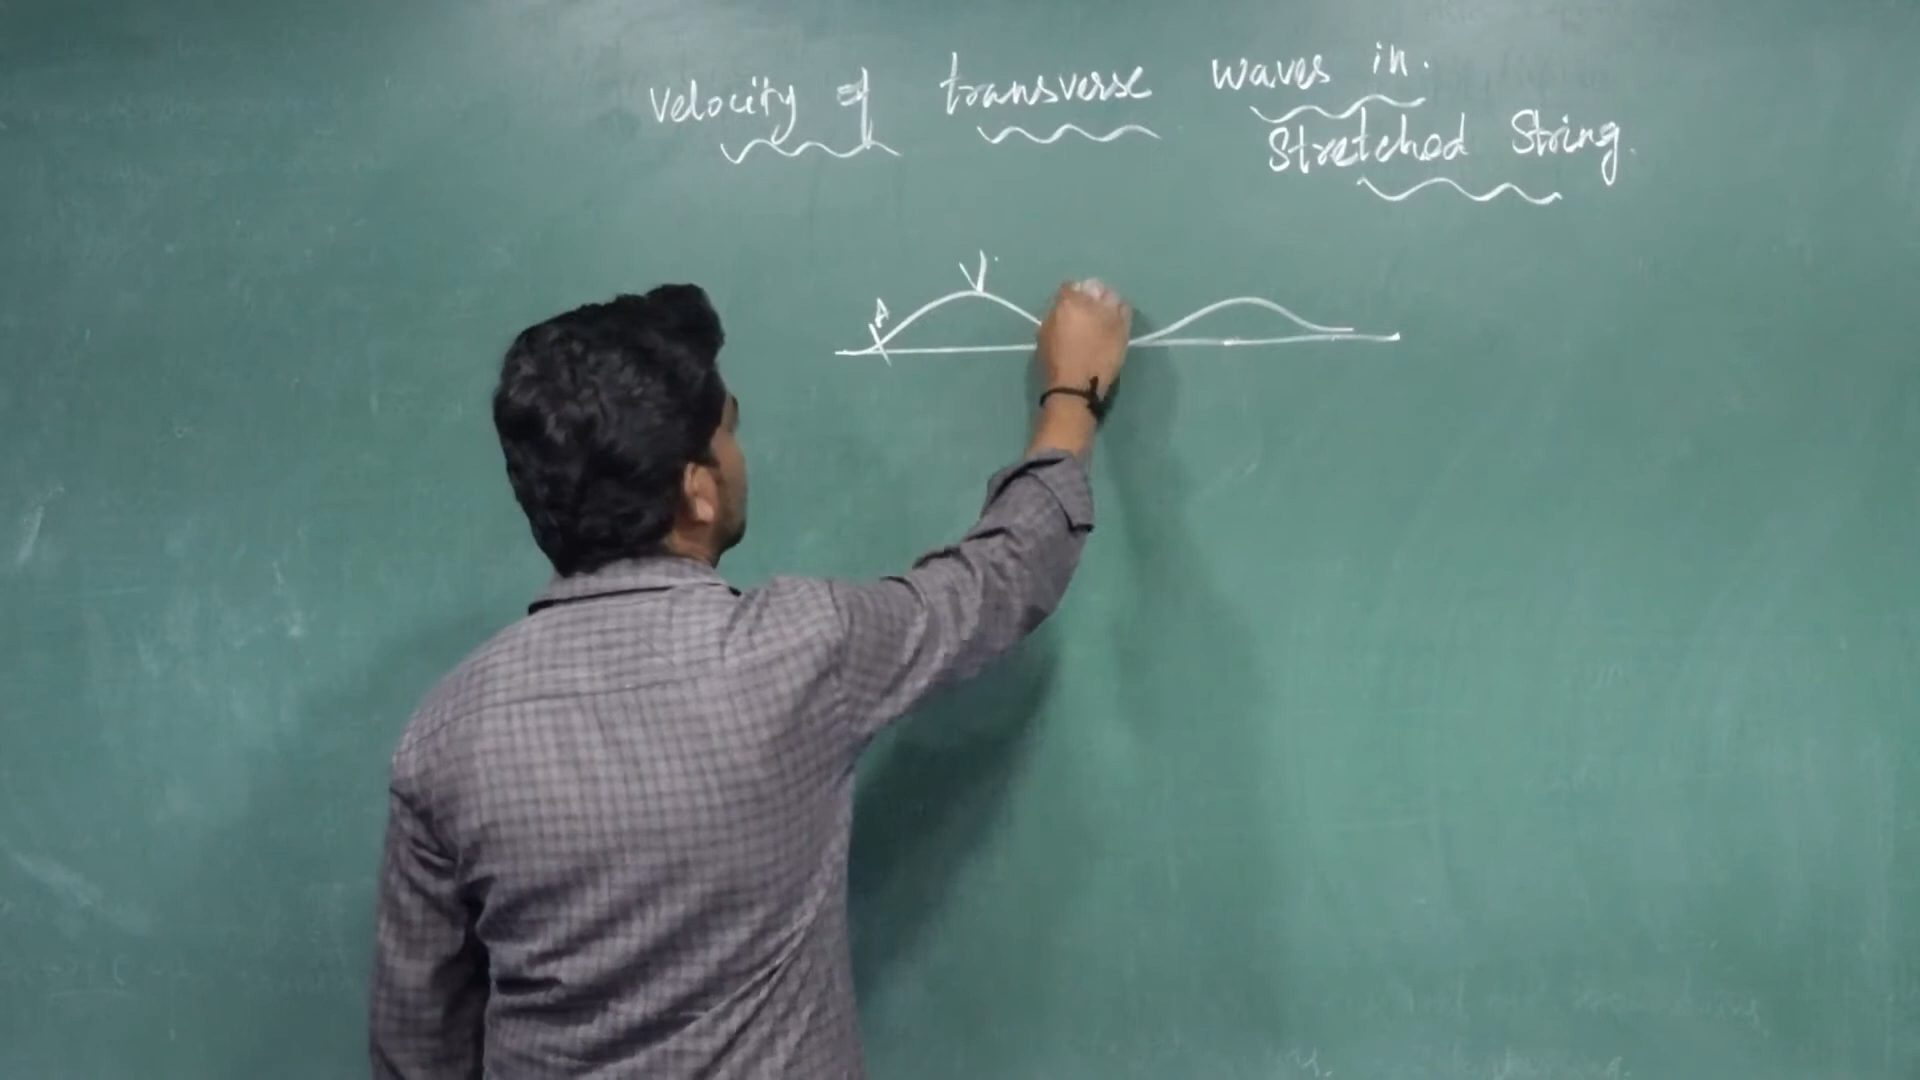 Velocity of transverse waves in.
Stretched String.
V
A